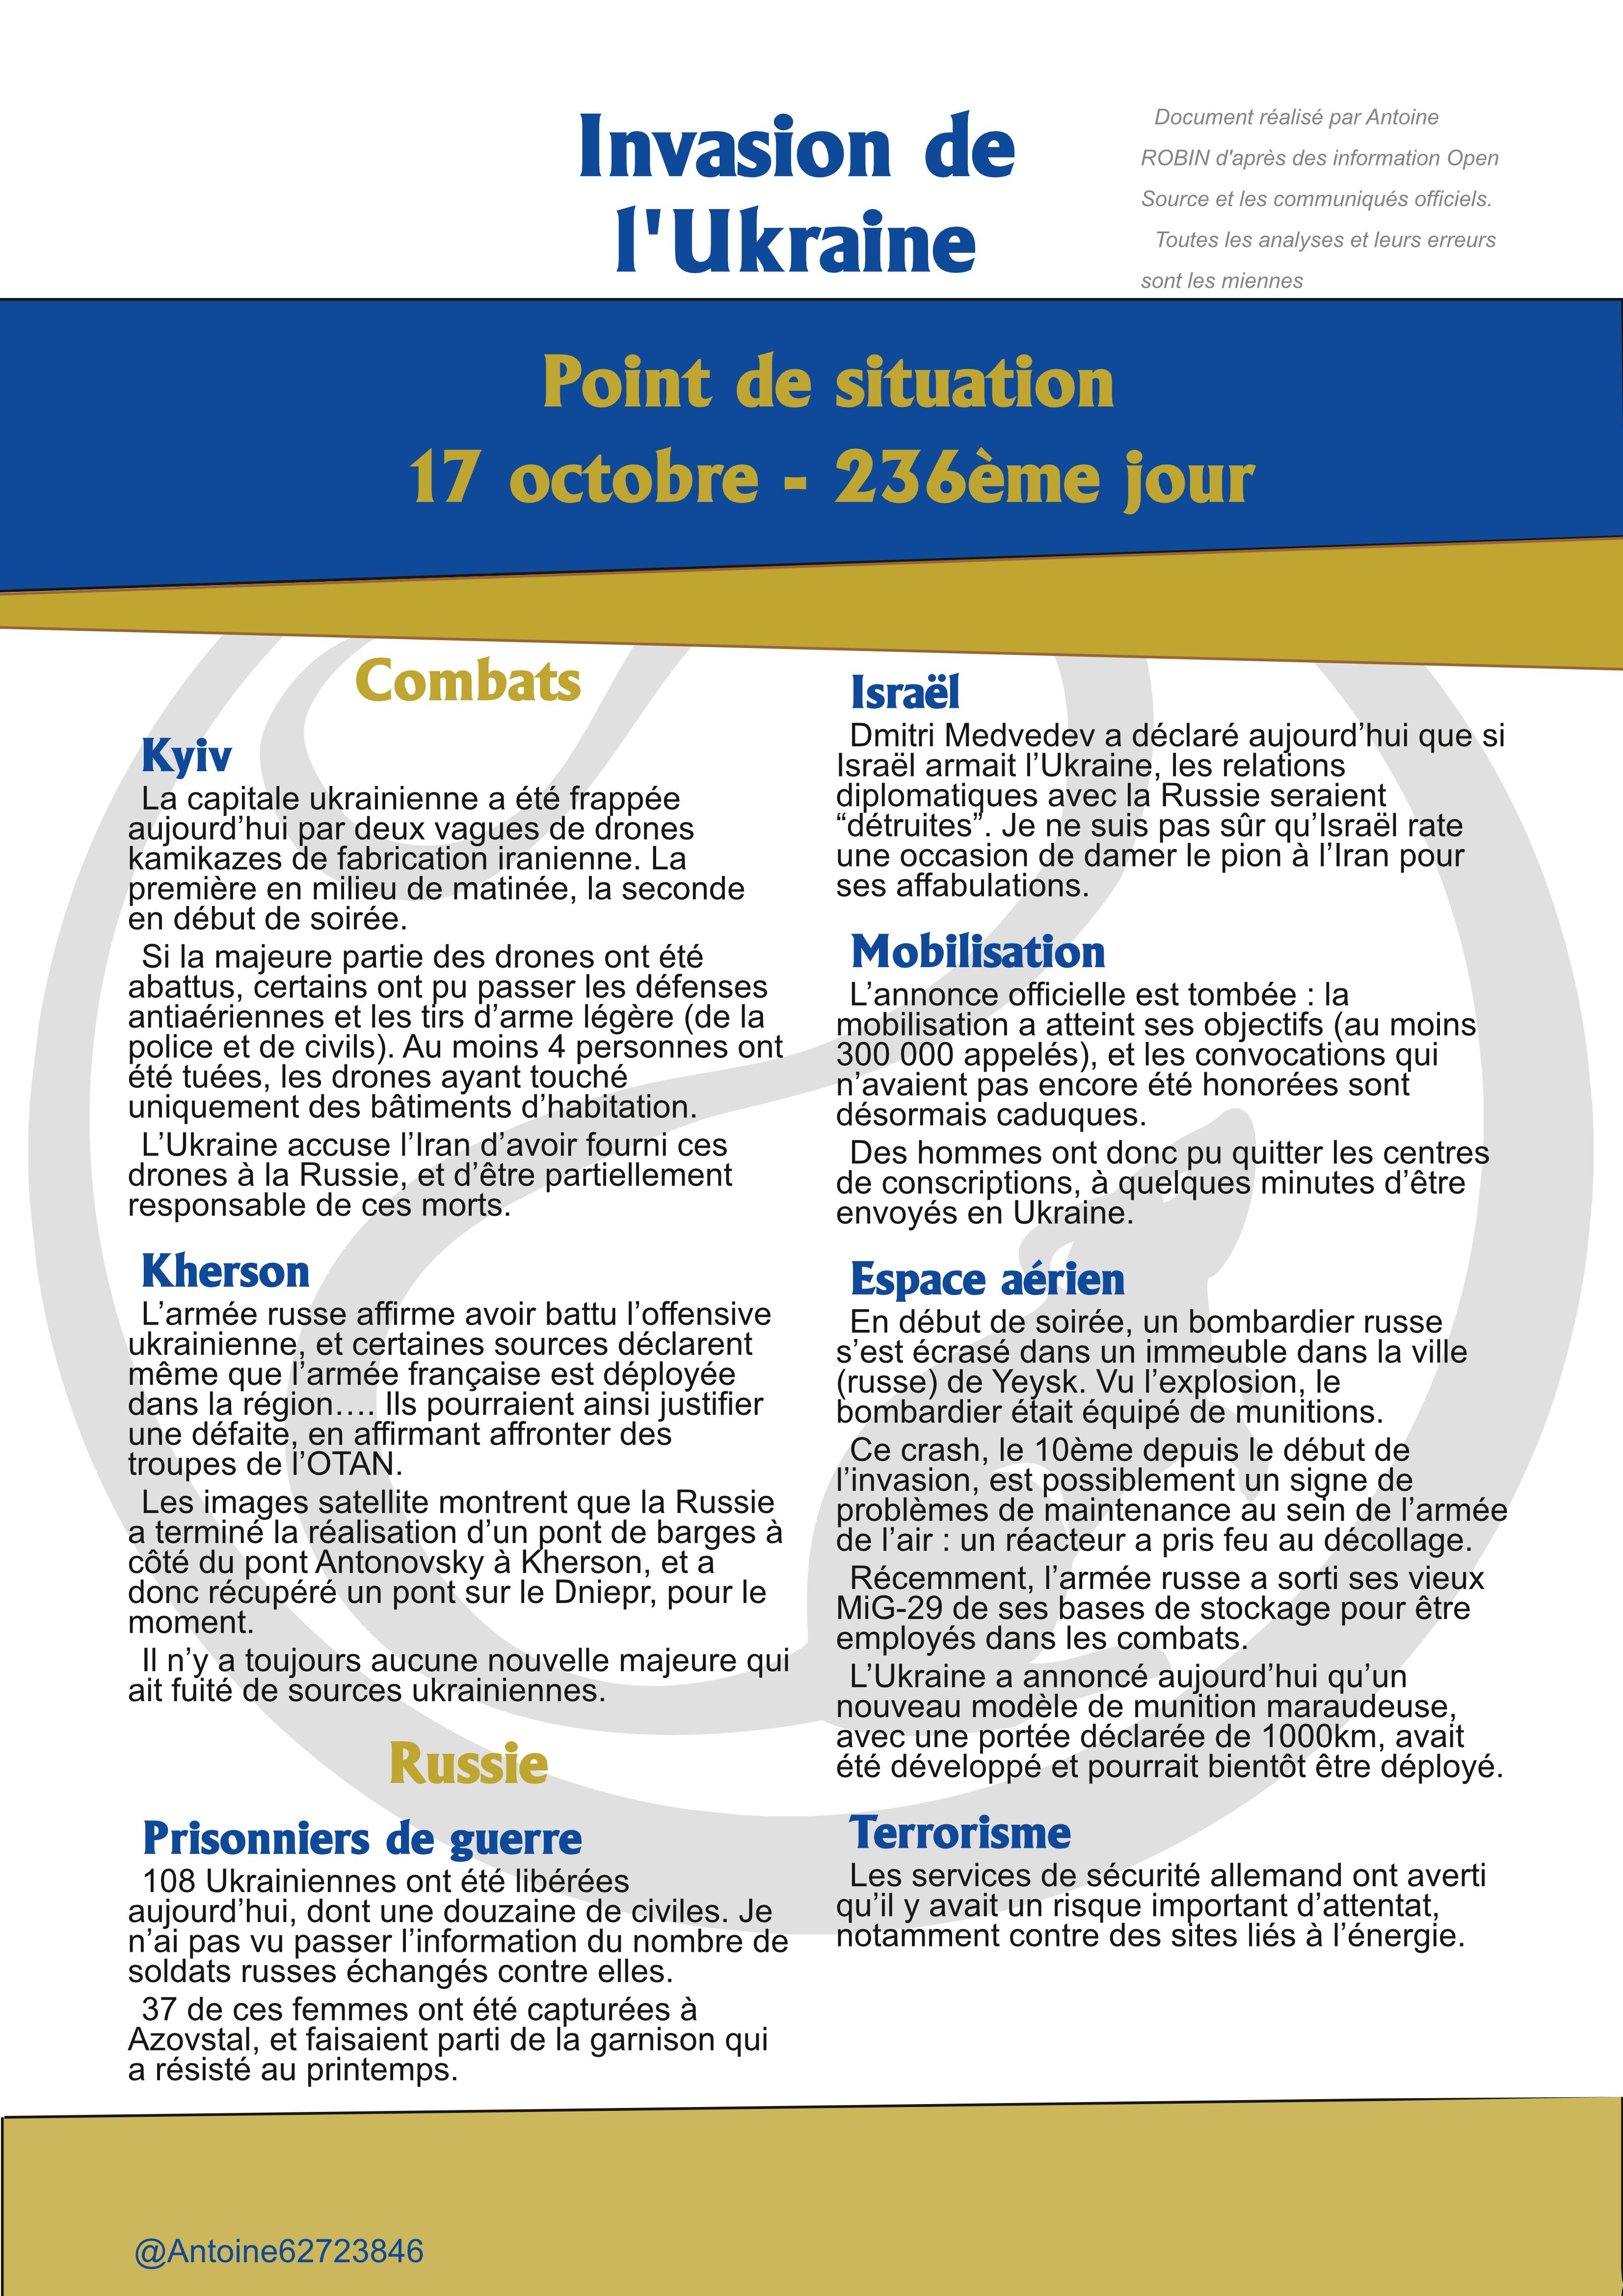 Invasion de
l'Ukraine
Document réalisé par Antoine
ROBIN d'après des information Open
Source et les communiqués officiels.
Toutes les analyses et leurs erreurs
sont les miennes
Point de situation
17 octobre - 236ème jour
Combats
Kyiv
La capitale ukrainienne a été frappée
aujourd’hui par deux vagues de drones
kamikazes de fabrication iranienne. La
première en milieu de matinée, la seconde
en début de soirée.
Si la majeure partie des drones ont été
abattus, certains ont pu passer les défenses
antiaériennes et les tirs d’arme légère (de la
police et de civils). Au moins 4 personnes ont
été tuées, les drones ayant touché
uniquement des bâtiments d’habitation.
L’Ukraine accuse l’Iran d’avoir fourni ces
drones à la Russie, et d’être partiellement
responsable de ces morts.
Kherson
L’armée russe affirme avoir battu l’offensive
ukrainienne, et certaines sources déclarent
même que l’armée française est déployée
dans la région…. Ils pourraient ainsi justifier
une défaite, en affirmant affronter des
troupes de l’OTAN.
Les images satellite montrent que la Russie
a terminé la réalisation d’un pont de barges à
côté du pont Antonovsky à Kherson, et a
donc récupéré un pont sur le Dniepr, pour le
moment.
Il n’y a toujours aucune nouvelle majeure qui
ait fuité de sources ukrainiennes.
Russie
Prisonniers de guerre
108 Ukrainiennes ont été libérées
aujourd’hui, dont une douzaine de civiles. Je
n’ai pas vu passer l’information du nombre de
soldats russes échangés contre elles.
37 de ces femmes ont été capturées à
Azovstal, et faisaient parti de la garnison qui
a résisté au printemps.
Israël
Dmitri Medvedev a déclaré aujourd’hui que si
Israël armait l’Ukraine, les relations
diplomatiques avec la Russie seraient
“détruites”. Je ne suis pas sûr qu’Israël rate
une occasion de damer le pion à l’Iran pour
ses affabulations.
Mobilisation
L’annonce officielle est tombée : la
mobilisation a atteint ses objectifs (au moins
300 000 appelés), et les convocations qui
n’avaient pas encore été honorées sont
désormais caduques.
Des hommes ont donc pu quitter les centres
de conscriptions, à quelques minutes d’être
envoyés en Ukraine.
Espace aérien
En début de soirée, un bombardier russe
s’est écrasé dans un immeuble dans la ville
(russe) de Yeysk. Vu l’explosion, le
bombardier était équipé de munitions.
Ce crash, le 10ème depuis le début de
l’invasion, est possiblement un signe de
problèmes de maintenance au sein de l’armée
de l’air : un réacteur a pris feu au décollage.
Récemment, l’armée russe a sorti ses vieux
MiG-29 de ses bases de stockage pour être
employés dans les combats.
L’Ukraine a annoncé aujourd’hui qu’un
nouveau modèle de munition maraudeuse,
avec une portée déclarée de 1000km, avait
été développé et pourrait bientôt être déployé.
Terrorisme
Les services de sécurité allemand ont averti
qu’il y avait un risque important d’attentat,
notamment contre des sites liés à l’énergie.
@Antoine62723846